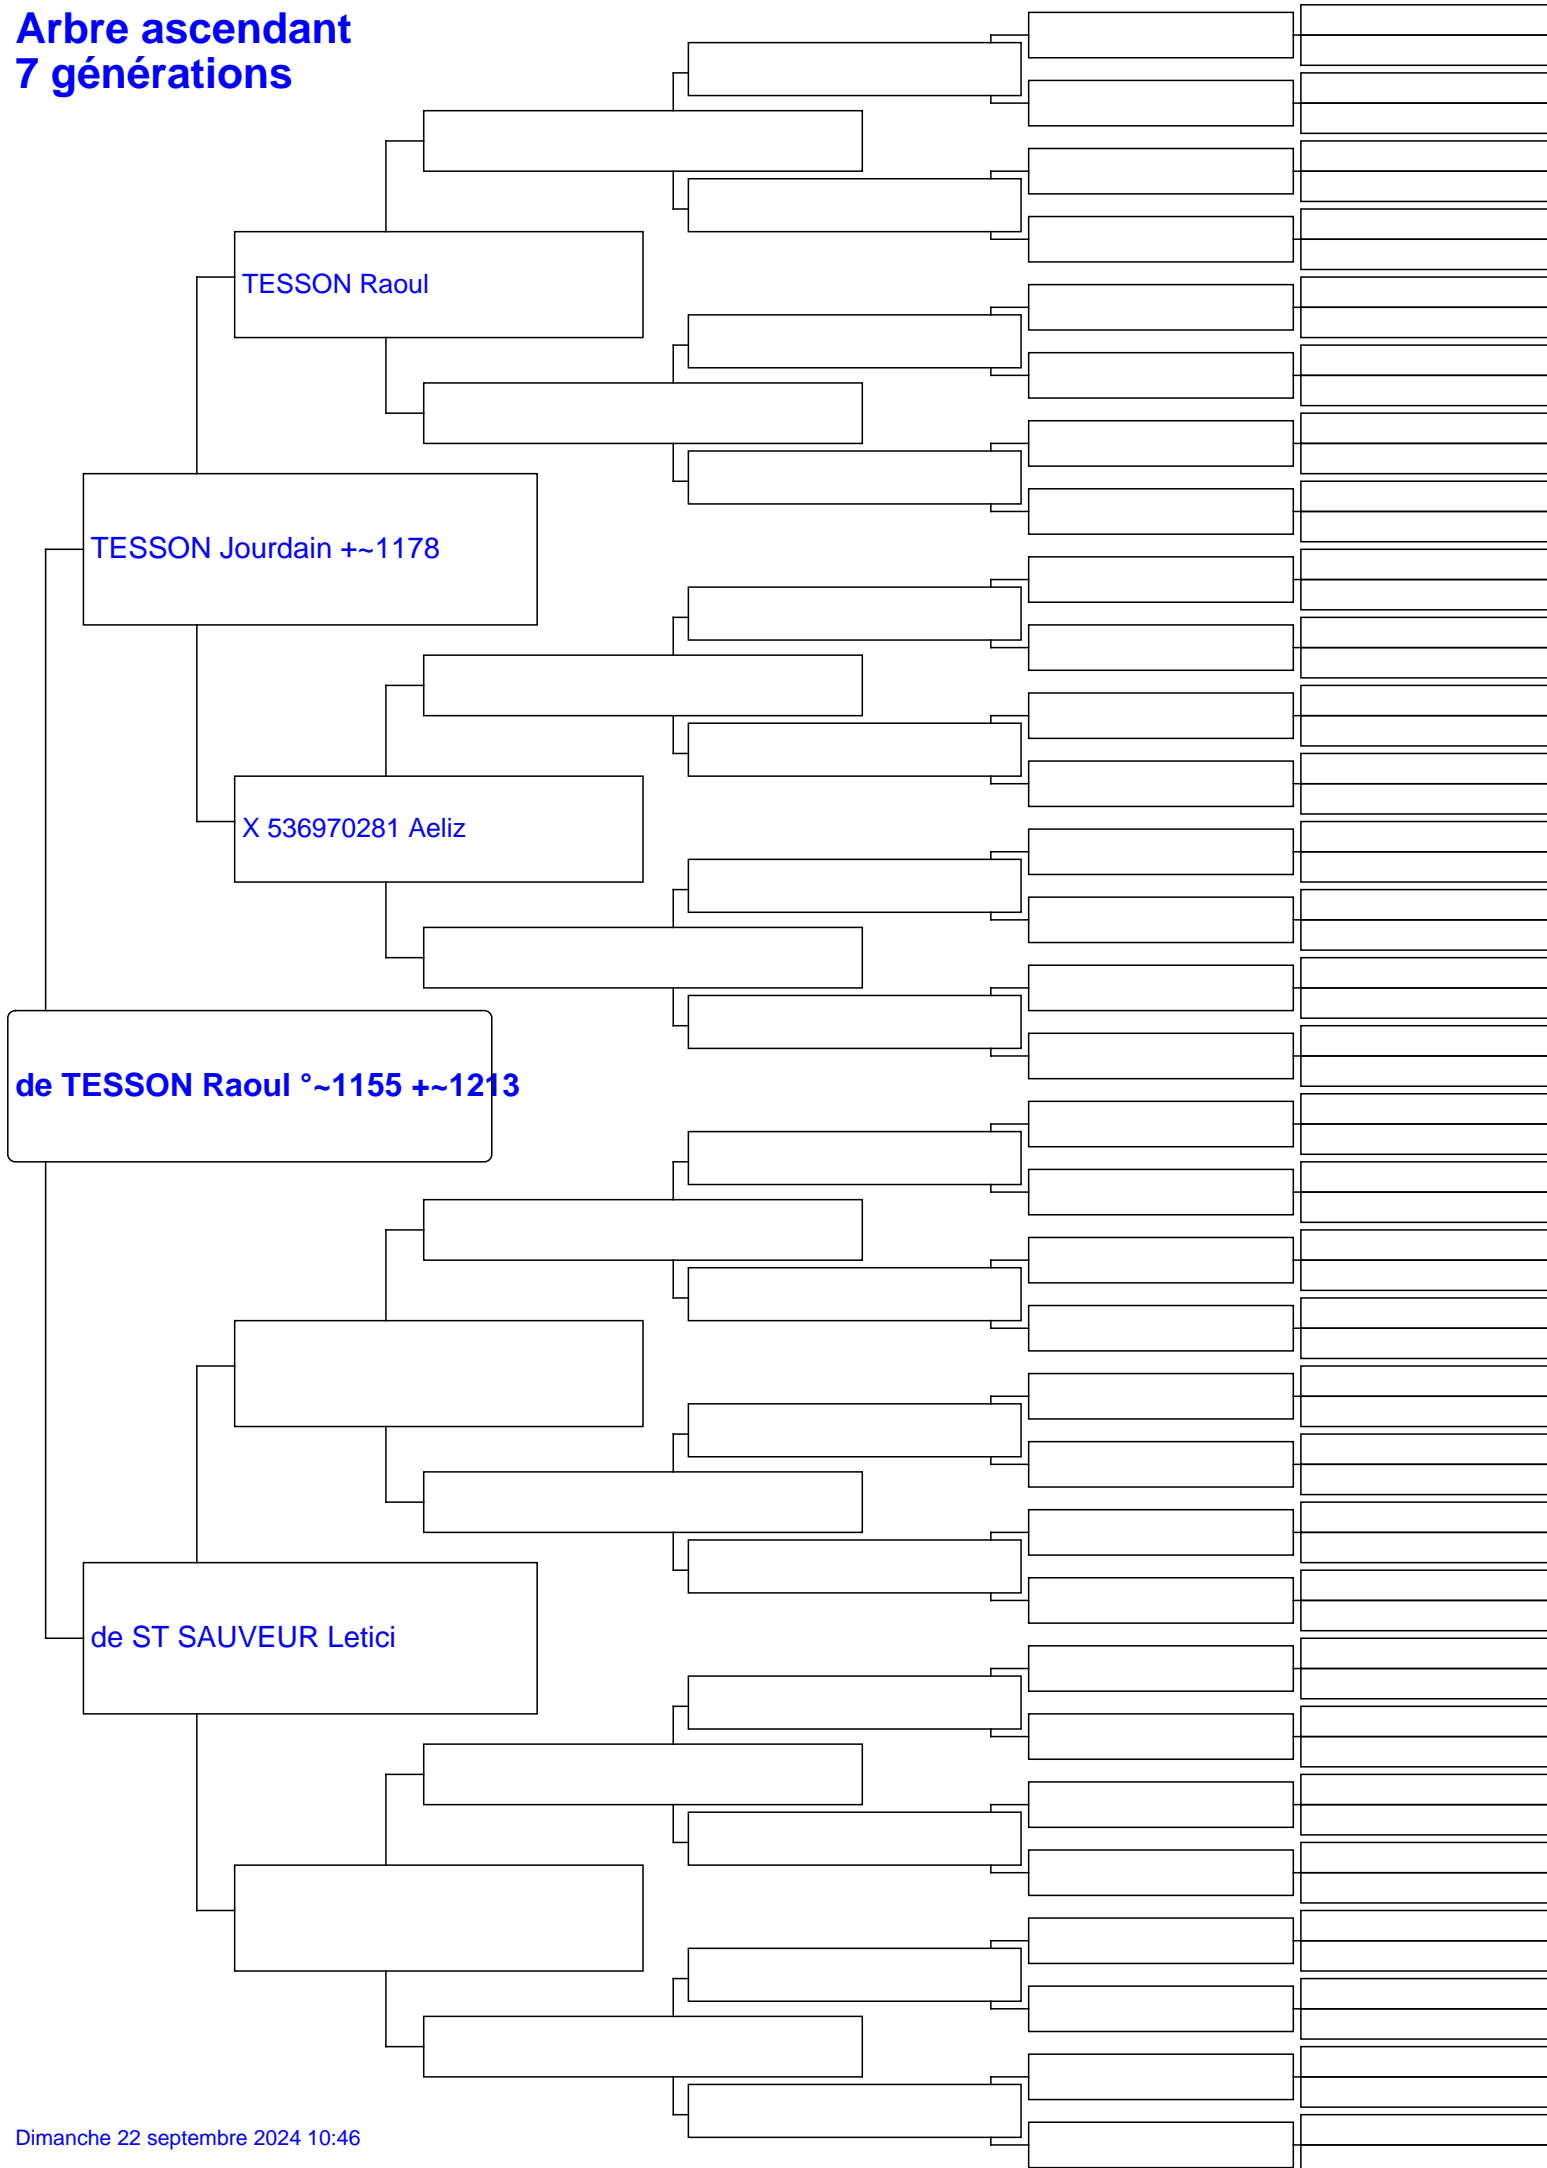 Arbre ascendant
7 générations
TESSON Raoul
TESSON Jourdain +~1178
X 536970281 Aeliz
de TESSON Raoul °~1155 +~1213
de ST SAUVEUR Letici
Dimanche 22 septembre 2024 10:46